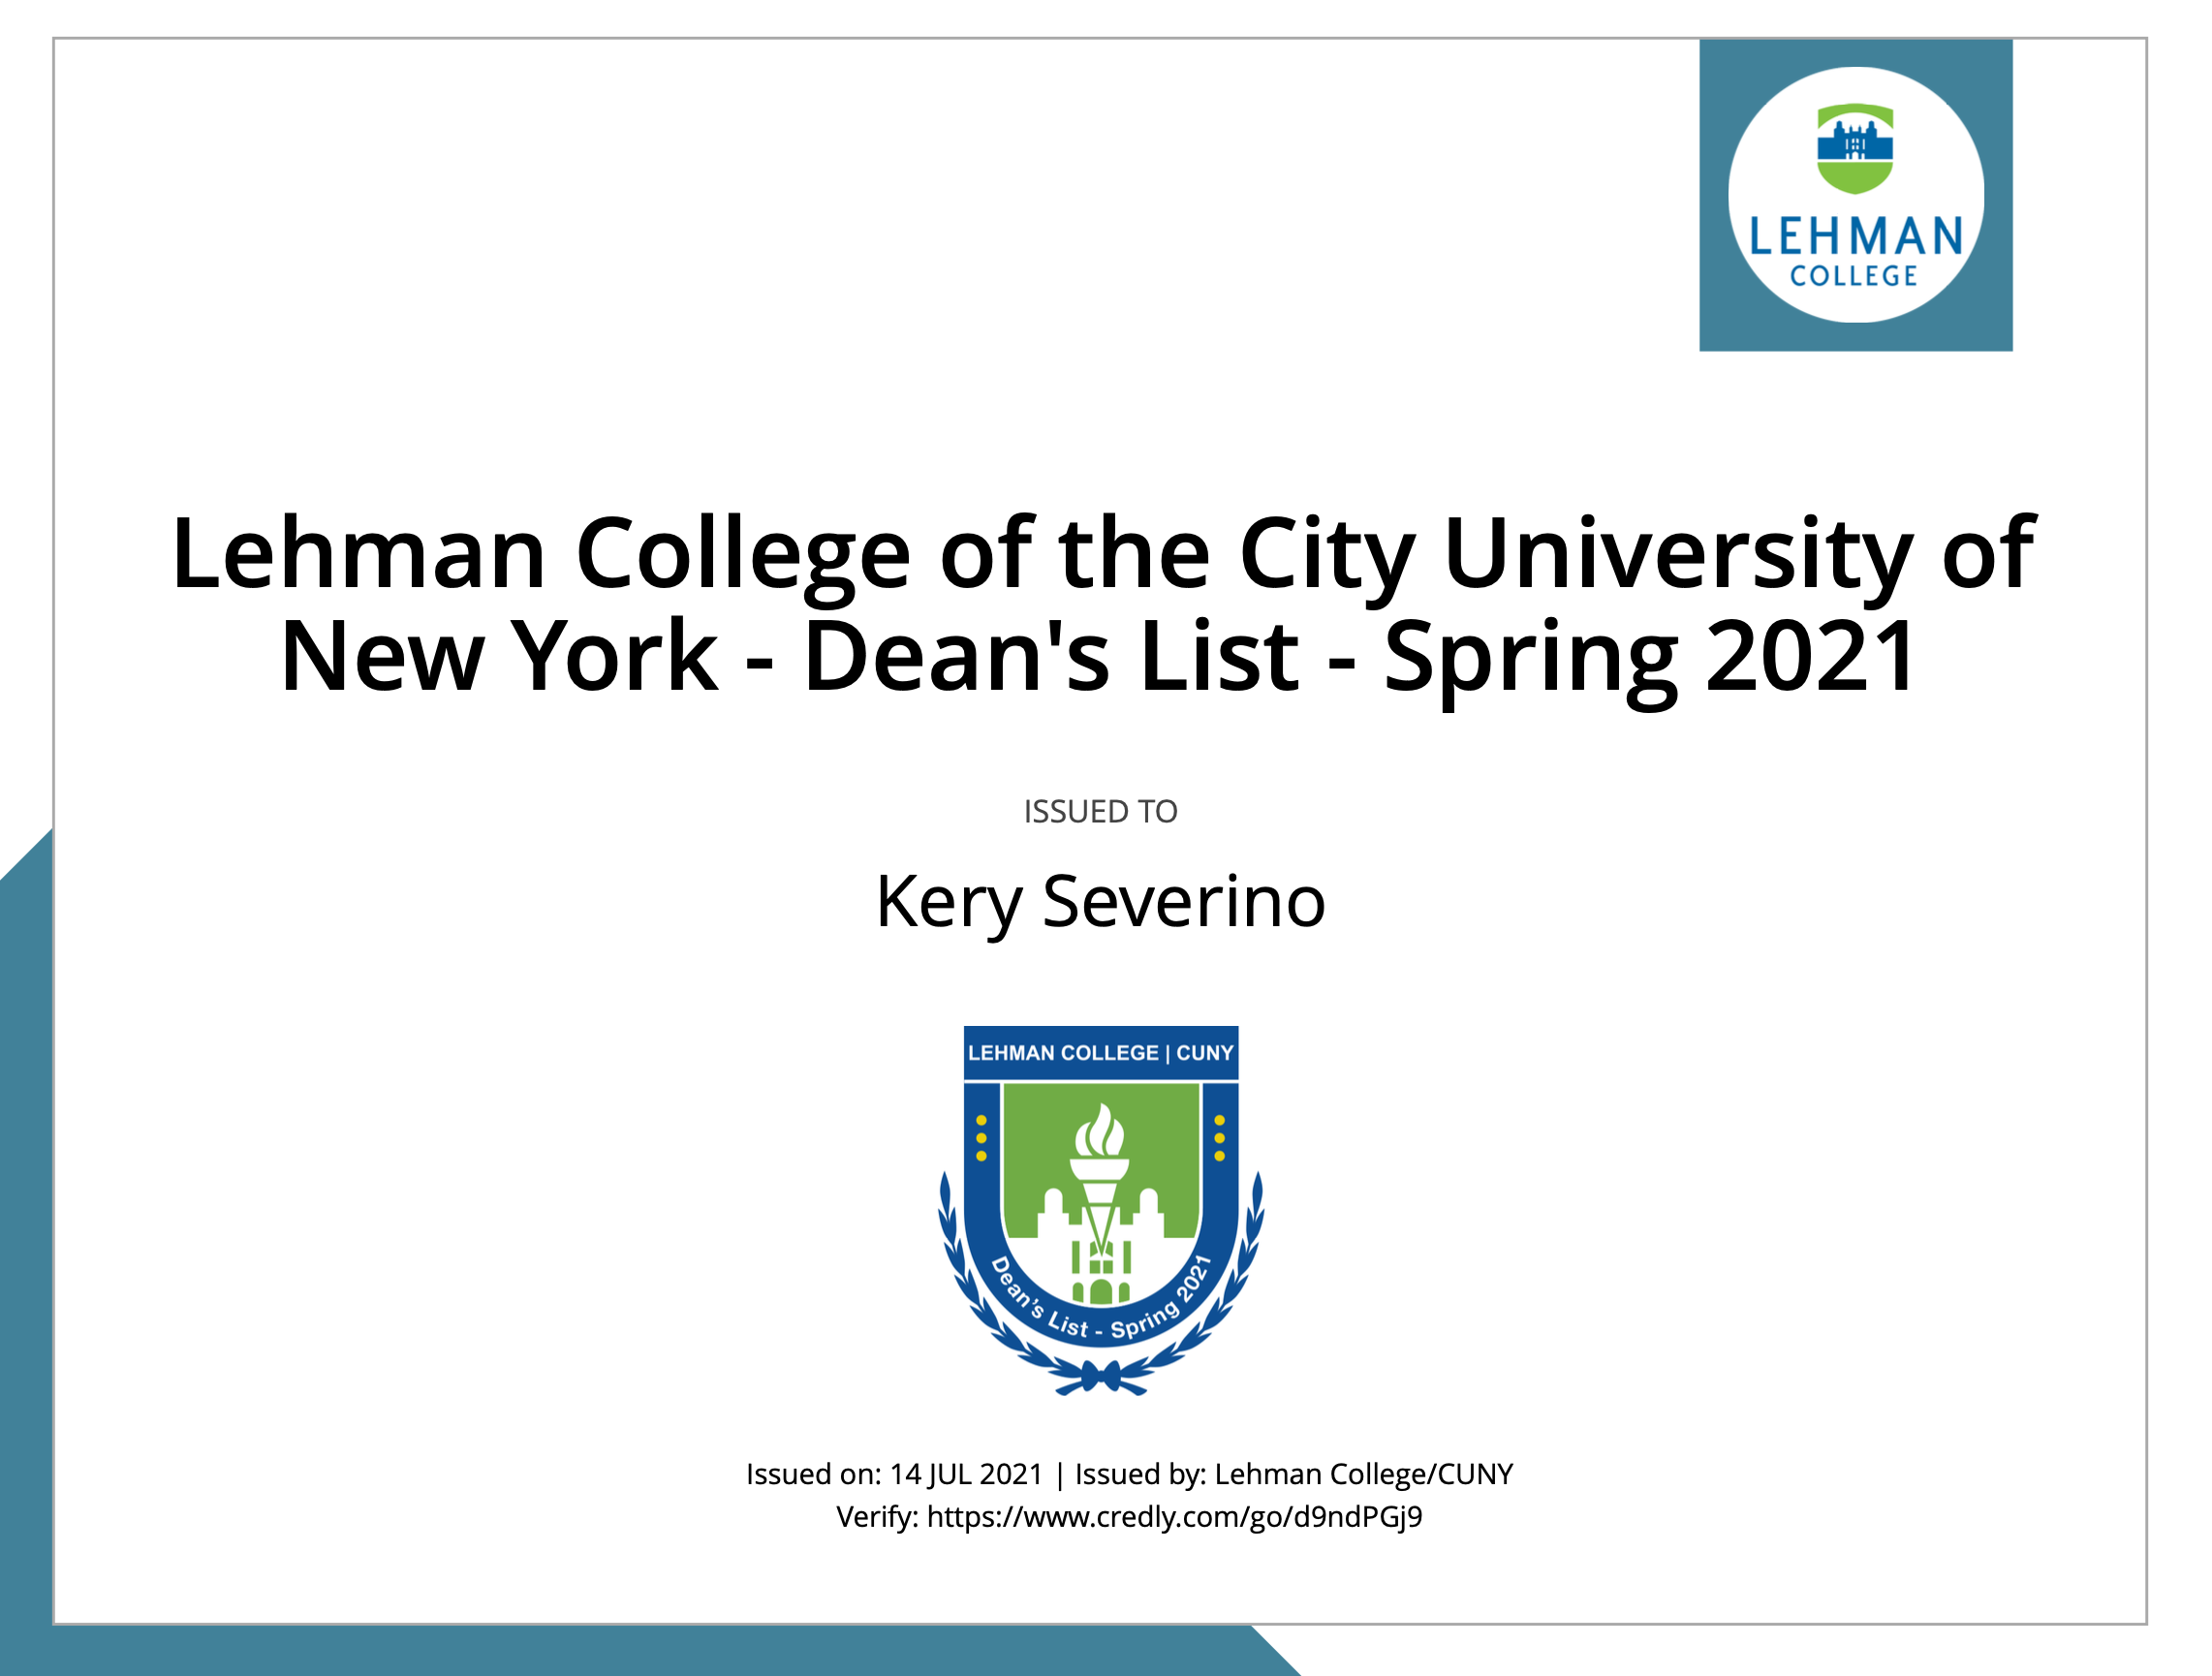 LEHMAN
COLLEGE
Lehman College of the City University of
New York - Dean's List - Spring 2021
ISSUED TO
Kery Severino
LEHMAN COLLEGE | CUNY
Dean's List - Spring 2021
Issued on: 14 JUL 2021 | Issued by: Lehman College/CUNY
Verify: https://www.credly.com/go/d9ndPGj9